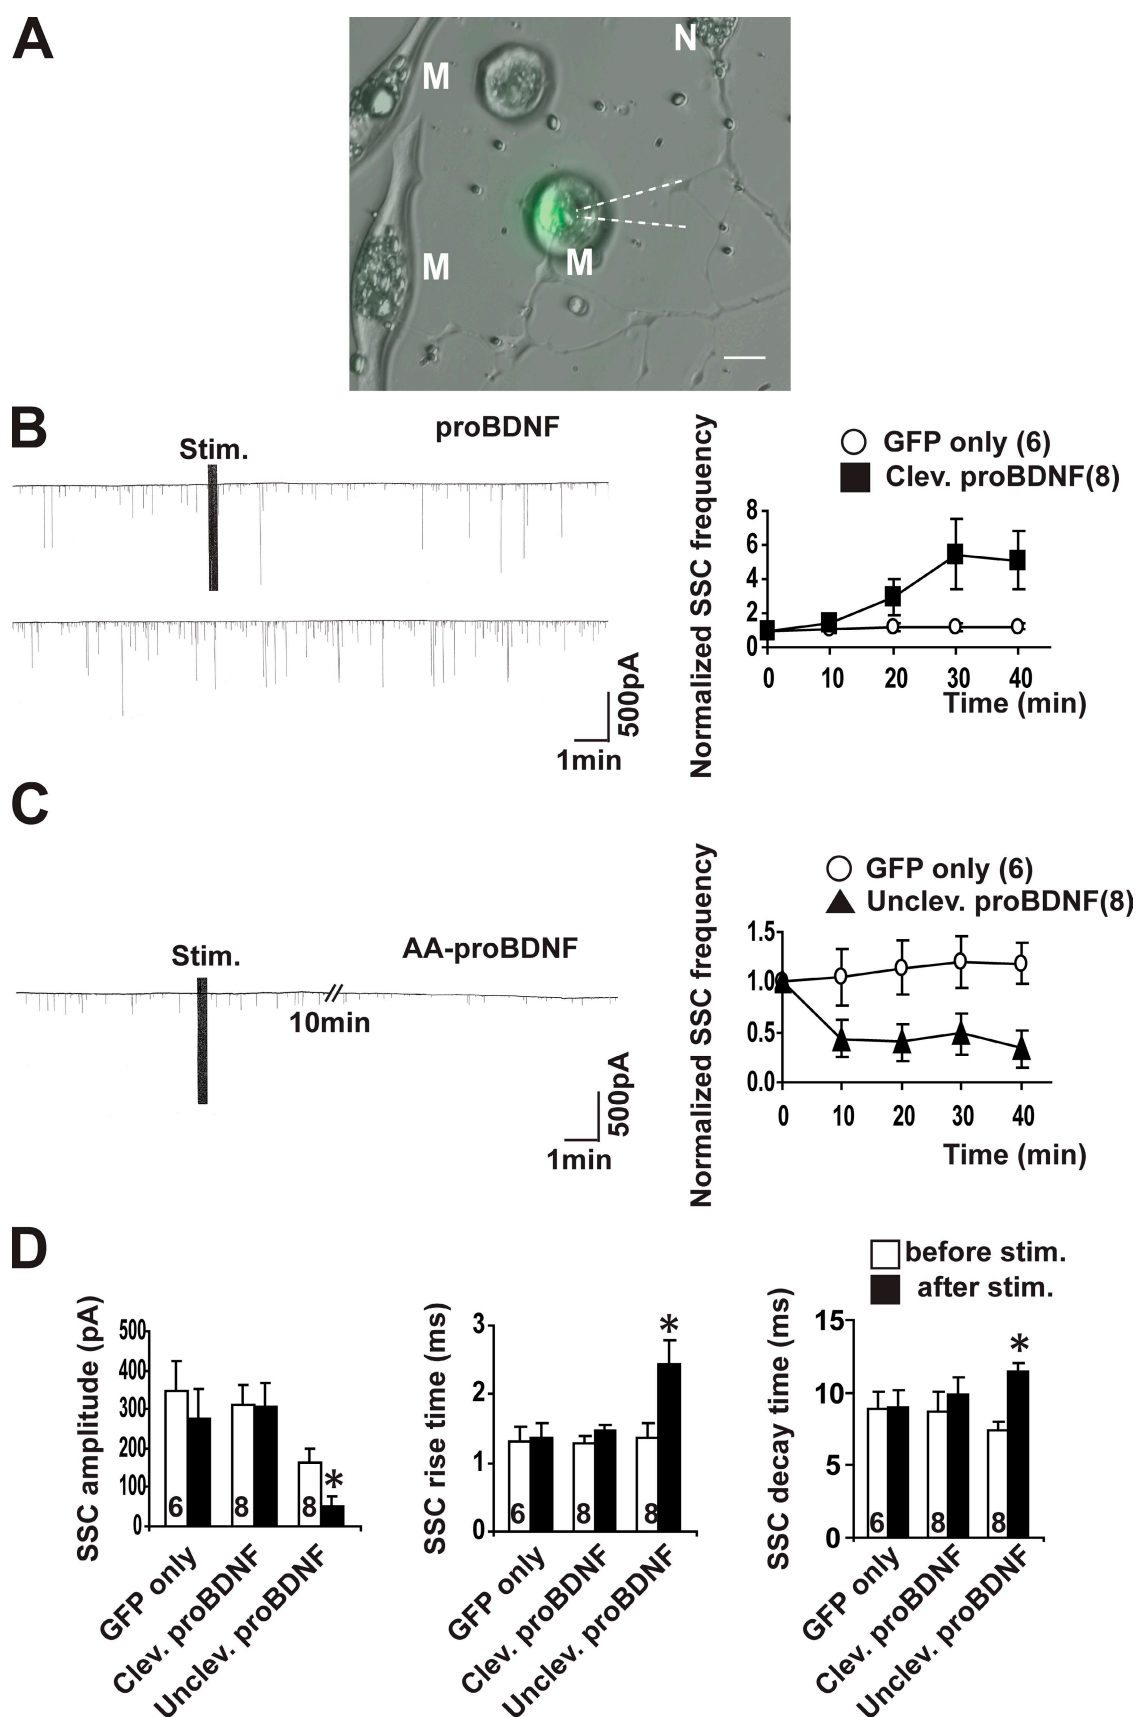 A
N
M
M
M
B
proBDNF
Stim.
500pA
1min
GFP only (6)
Clev. proBDNF(8)
Normalized SSC frequency
8
6
4
2
0
0 10 20 30 40
Time (min)
C
AA-proBDNF
Stim.
10min
500pA
1min
GFP only (6)
Unclev. proBDNF(8)
Normalized SSC frequency
1.5
1.0
0.5
0.0
0 10 20 30 40
Time (min)
D
before stim.
after stim.
SSC amplitude (pA)
500
400
300
200
100
0
6 8 8
*
GFP only
Clev. proBDNF
Unclev. proBDNF
SSC rise time (ms)
3
2
1
0
6 8 8
*
GFP only
Clev. proBDNF
Unclev. proBDNF
SSC decay time (ms)
15
10
5
0
6 8 8
*
GFP only
Clev. proBDNF
Unclev. proBDNF